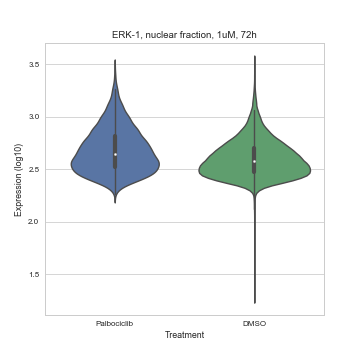 ERK-1, nuclear fraction, 1uM, 72h
3.5
3.0
2.5
2.0
1.5
Expression (log10)
Palbociclib
DMSO
Treatment